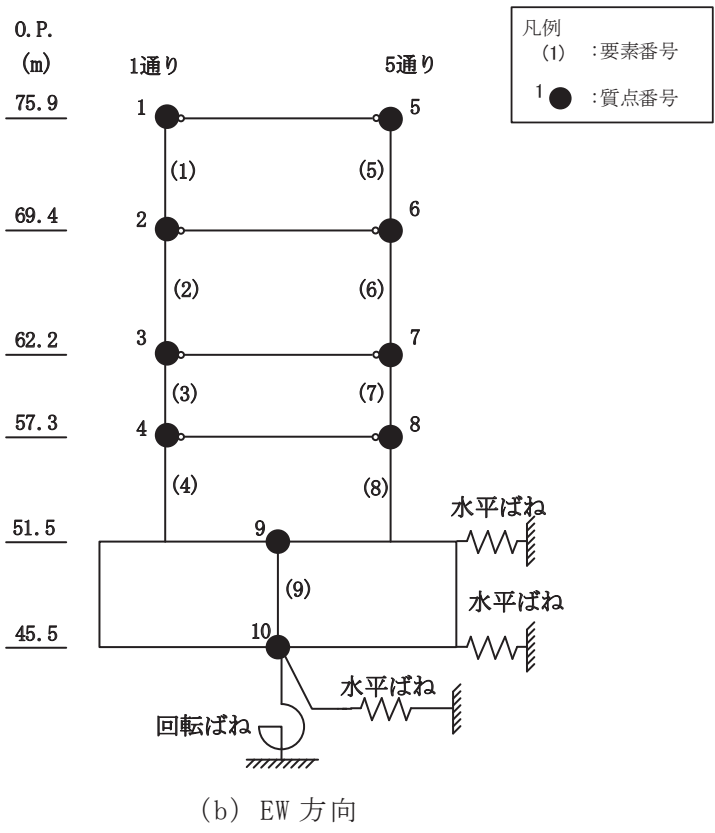 O.P.
(m)
1通り
5通り
凡例
(1) :要素番号
1 :質点番号
75.9
1
5
(1)
(5)
69.4
2
6
(2)
(6)
62.2
3
7
(3)
(7)
57.3
4
8
(4)
(8)
水平ばね
51.5
9
(9)
水平ばね
45.5
10
水平ばね
回転ばね
(b) EW 方向